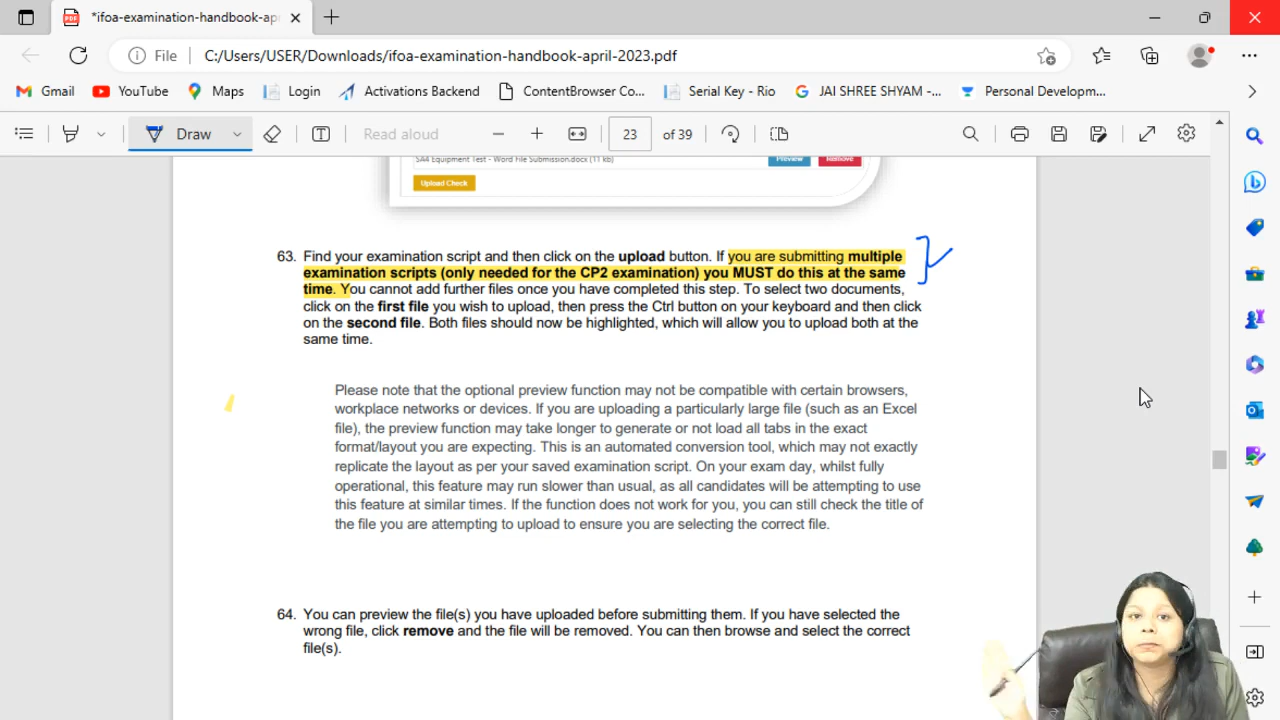 *ifoa-examination-handbook-ap
File
C:/Users/USER/Downloads/ifoa-examination-handbook-april-2023.pdf
Gmail
YouTube
Maps
Login
Activations Backend
ContentBrowser Co...
Serial Key - Rio
JAI SHREE SHYAM -...
Personal Developm...
Draw
Read aloud
23
of 39
SA4 Equipment Test - Word File Submission.docx (11 kb)
Preview
Remove
Upload Check
63. Find your examination script and then click on the upload button. If you are submitting multiple
examination scripts (only needed for the CP2 examination) you MUST do this at the same
time. You cannot add further files once you have completed this step. To select two documents,
click on the first file you wish to upload, then press the Ctrl button on your keyboard and then click
on the second file. Both files should now be highlighted, which will allow you to upload both at the
same time.
Please note that the optional preview function may not be compatible with certain browsers,
workplace networks or devices. If you are uploading a particularly large file (such as an Excel
file), the preview function may take longer to generate or not load all tabs in the exact
format/layout you are expecting. This is an automated conversion tool, which may not exactly
replicate the layout as per your saved examination script. On your exam day, whilst fully
operational, this feature may run slower than usual, as all candidates will be attempting to use
this feature at similar times. If the function does not work for you, you can still check the title of
the file you are attempting to upload to ensure you are selecting the correct file.
64. You can preview the file(s) you have uploaded before submitting them. If you have selected the
wrong file, click remove and the file will be removed. You can then browse and select the correct
file(s).